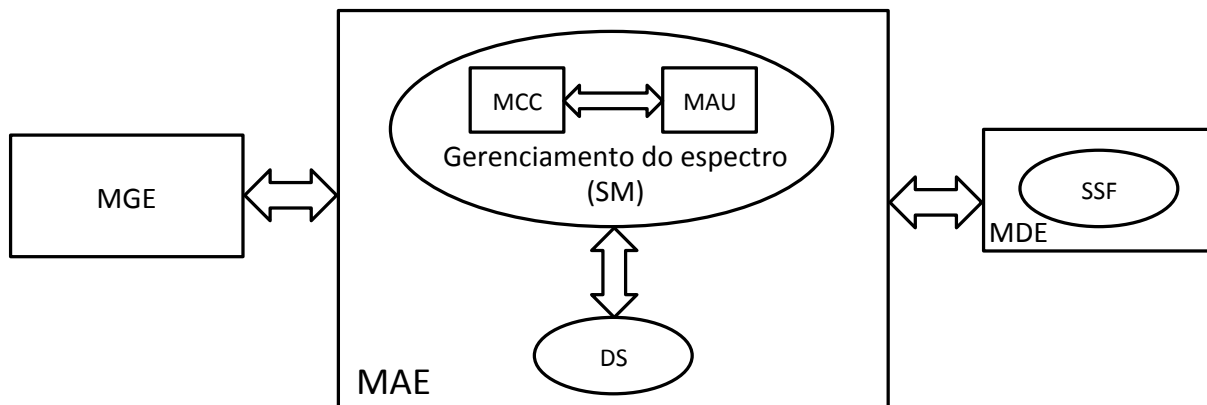 MGE
MCC
MAU
Gerenciamento do espectro
(SM)
DS
MAE
SSF
MDE